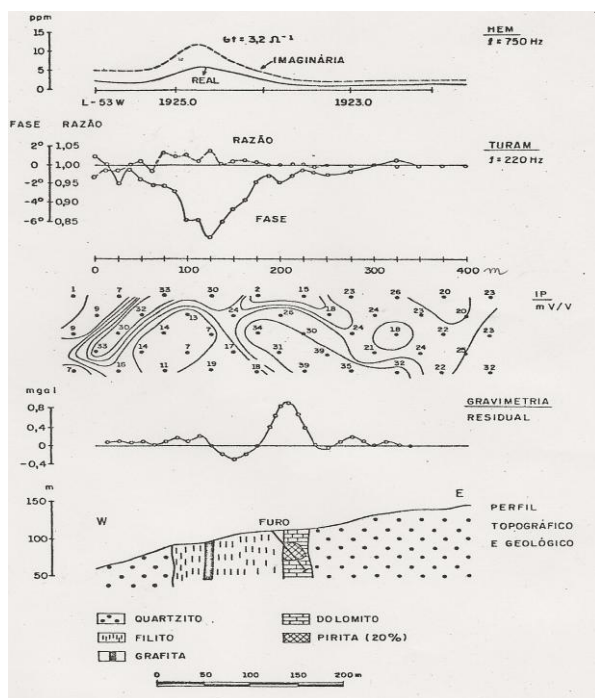 ppm
15
10
5
0
σt = 3,2 Ω⁻¹
IMAGINÁRIA
REAL
HEM
f = 750 Hz
L - 53 W 1925.0 1923.0
FASE RAZÃO
2° 1,05
0 1,00
-2° 0,95
-4° 0,90
-6° 0,85
RAZÃO
FASE
TURAM
f = 220 Hz
0 100 200 300 400 m
IP
mV/V
1 7 33 30 2 15 23 26 20 23
9 32 13 24 26 18 24 23 20
9 30 14 7 34 30 24 18 22 23
33 14 7 17 31 39 21 24 25
7 16 11 19 18 39 35 32 22 32
mgal
0,8
0
-0,4
GRAVIMETRIA
RESIDUAL
m
150
100
50
W
FURO
E
PERFIL
TOPOGRÁFICO
E GEOLÓGICO
QUARTZITO
DOLOMITO
FILITO
PIRITA (20%)
GRAFITA
0 50 100 150 200 m